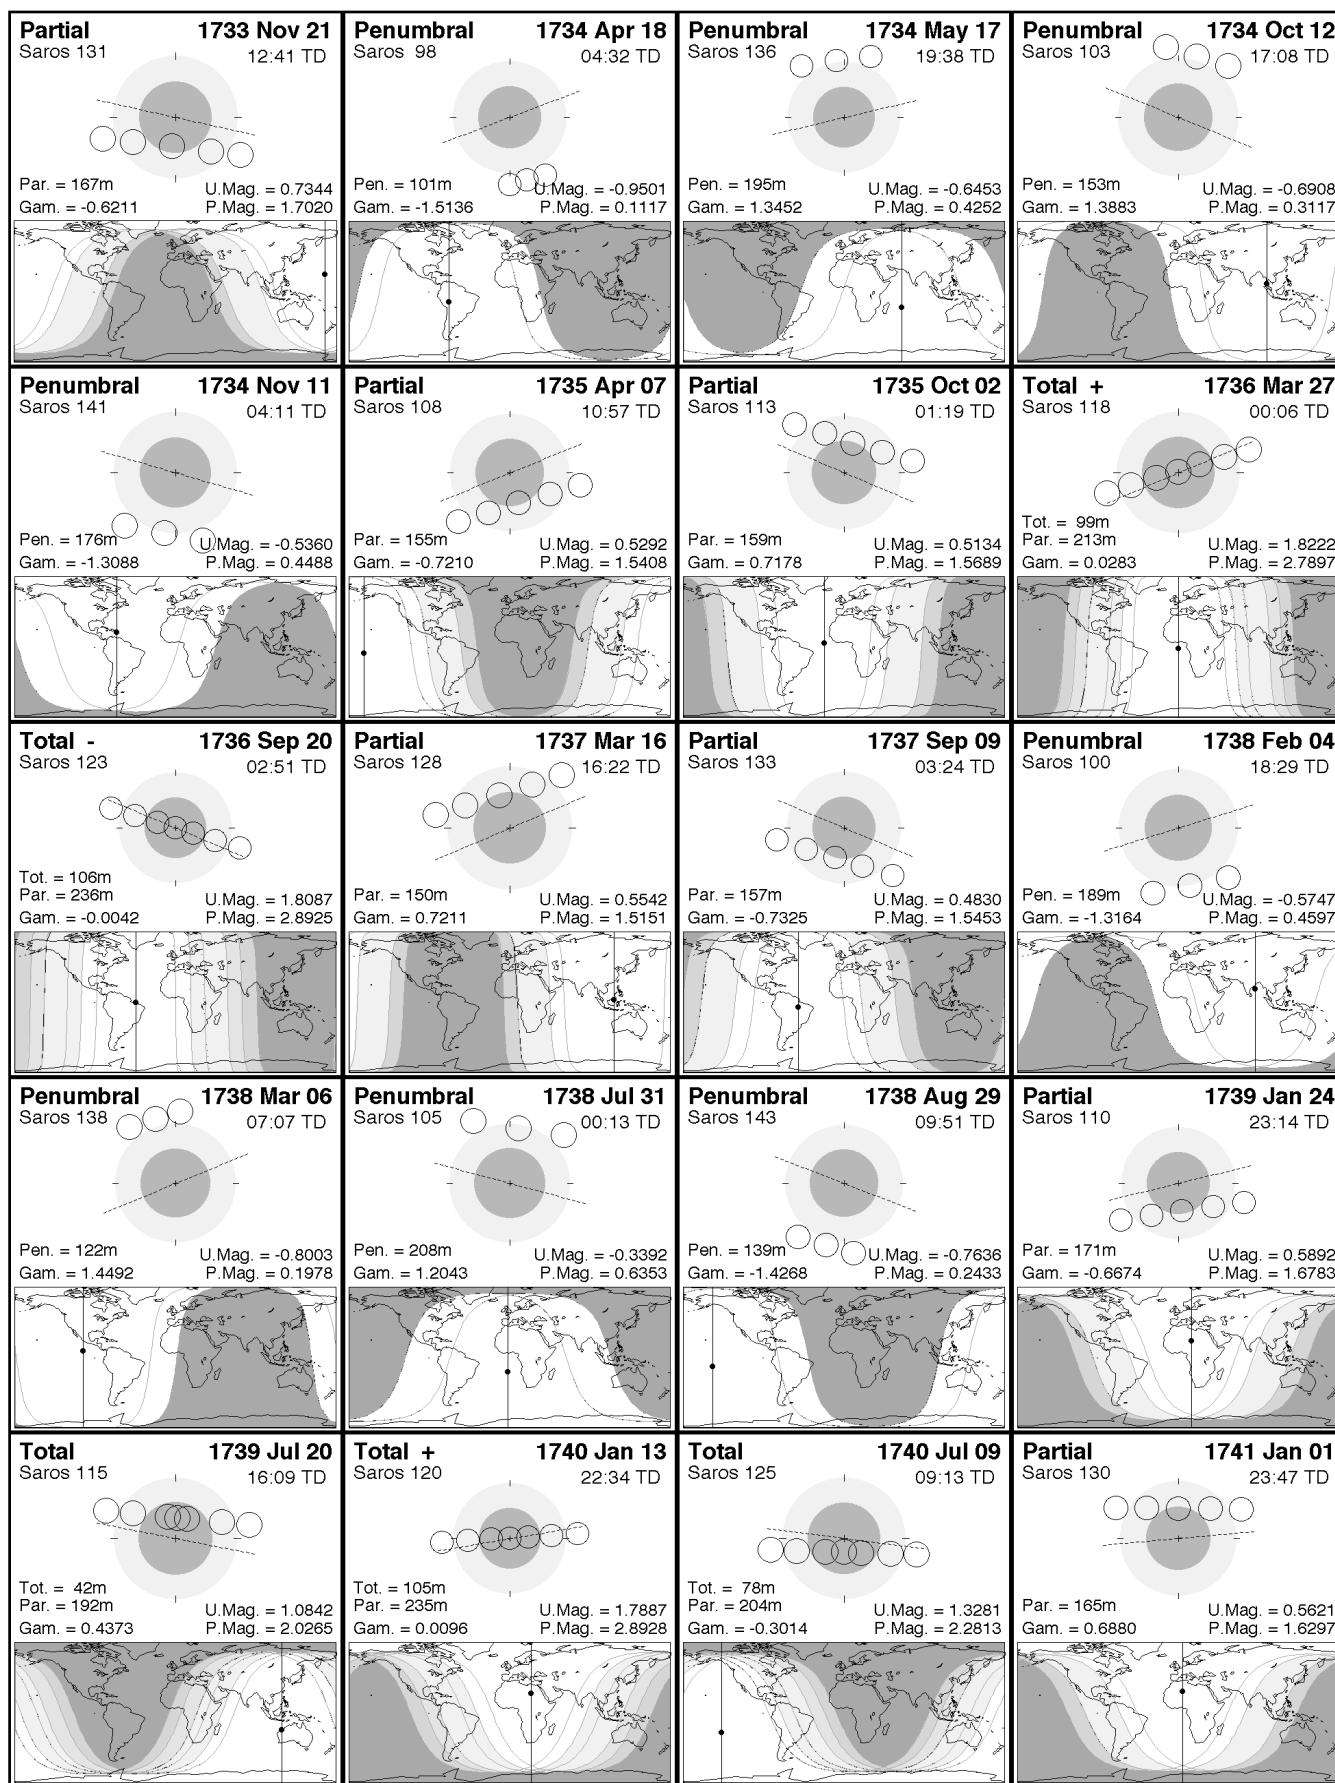 Partial 1733 Nov 21
Saros 131 12:41 TD
Par. = 167m U.Mag. = 0.7344
Gam. = -0.6211 P.Mag. = 1.7020
Penumbral 1734 Apr 18
Saros 98 04:32 TD
Pen. = 101m U.Mag. = -0.9501
Gam. = -1.5136 P.Mag. = 0.1117
Penumbral 1734 May 17
Saros 136 19:38 TD
Pen. = 195m U.Mag. = -0.6453
Gam. = 1.3452 P.Mag. = 0.4252
Penumbral 1734 Oct 12
Saros 103 17:08 TD
Pen. = 153m U.Mag. = -0.6908
Gam. = 1.3883 P.Mag. = 0.3117
Penumbral 1734 Nov 11
Saros 141 04:11 TD
Pen. = 176m U.Mag. = -0.5360
Gam. = -1.3088 P.Mag. = 0.4488
Partial 1735 Apr 07
Saros 108 10:57 TD
Par. = 155m U.Mag. = 0.5292
Gam. = -0.7210 P.Mag. = 1.5408
Partial 1735 Oct 02
Saros 113 01:19 TD
Par. = 159m U.Mag. = 0.5134
Gam. = 0.7178 P.Mag. = 1.5689
Total + 1736 Mar 27
Saros 118 00:06 TD
Tot. = 99m
Par. = 213m U.Mag. = 1.8222
Gam. = 0.0283 P.Mag. = 2.7897
Total - 1736 Sep 20
Saros 123 02:51 TD
Tot. = 106m
Par. = 236m U.Mag. = 1.8087
Gam. = -0.0042 P.Mag. = 2.8925
Partial 1737 Mar 16
Saros 128 16:22 TD
Par. = 150m U.Mag. = 0.5542
Gam. = 0.7211 P.Mag. = 1.5151
Partial 1737 Sep 09
Saros 133 03:24 TD
Par. = 157m U.Mag. = 0.4830
Gam. = -0.7325 P.Mag. = 1.5453
Penumbral 1738 Feb 04
Saros 100 18:29 TD
Pen. = 189m U.Mag. = -0.5747
Gam. = -1.3164 P.Mag. = 0.4597
Penumbral 1738 Mar 06
Saros 138 07:07 TD
Pen. = 122m U.Mag. = -0.8003
Gam. = 1.4492 P.Mag. = 0.1978
Penumbral 1738 Jul 31
Saros 105 00:13 TD
Pen. = 208m U.Mag. = -0.3392
Gam. = 1.2043 P.Mag. = 0.6353
Penumbral 1738 Aug 29
Saros 143 09:51 TD
Pen. = 139m U.Mag. = -0.7636
Gam. = -1.4268 P.Mag. = 0.2433
Partial 1739 Jan 24
Saros 110 23:14 TD
Par. = 171m U.Mag. = 0.5892
Gam. = -0.6674 P.Mag. = 1.6783
Total 1739 Jul 20
Saros 115 16:09 TD
Tot. = 42m
Par. = 192m U.Mag. = 1.0842
Gam. = 0.4373 P.Mag. = 2.0265
Total + 1740 Jan 13
Saros 120 22:34 TD
Tot. = 105m
Par. = 235m U.Mag. = 1.7887
Gam. = 0.0096 P.Mag. = 2.8928
Total 1740 Jul 09
Saros 125 09:13 TD
Tot. = 78m
Par. = 204m U.Mag. = 1.3281
Gam. = -0.3014 P.Mag. = 2.2813
Partial 1741 Jan 01
Saros 130 23:47 TD
Par. = 165m U.Mag. = 0.5621
Gam. = 0.6880 P.Mag. = 1.6297